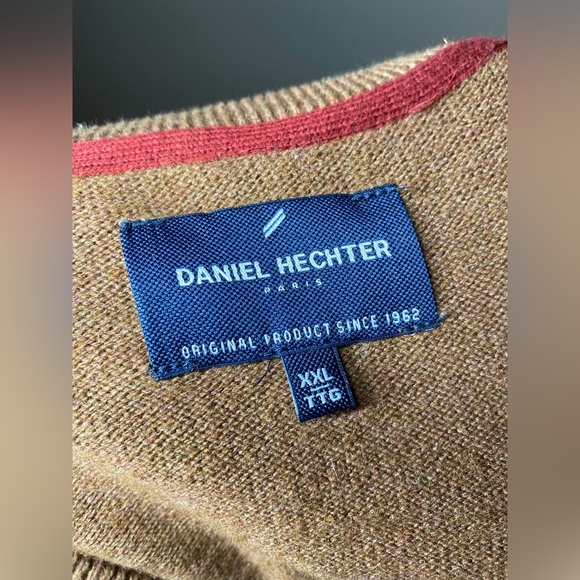 DANIEL HECHTER
PARIS
ORIGINAL PRODUCT SINCE 1962
XXL
TTG